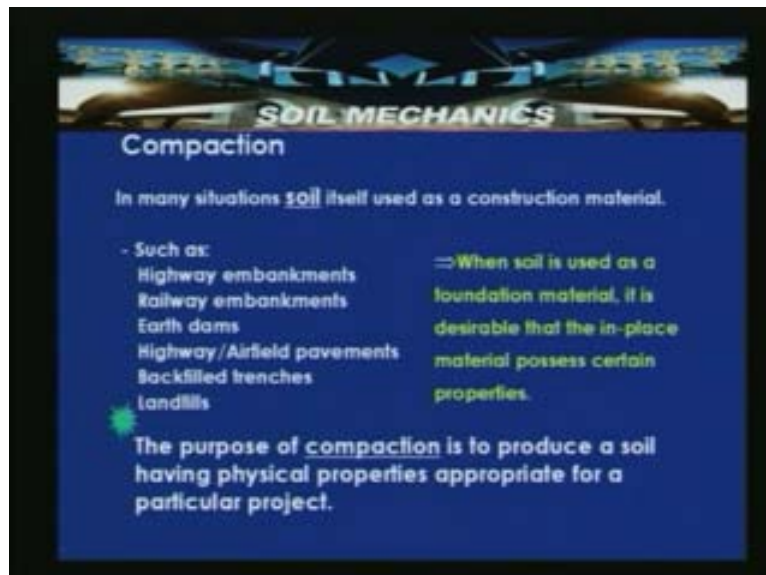 SOIL MECHANICS
Compaction
In many situations soil itself used as a construction material.
- Such as:
Highway embankments
Railway embankments
Earth dams
Highway/Airfield pavements
Backfilled trenches
Landfills
⇒When soil is used as a
foundation material, it is
desirable that the in-place
material possess certain
properties.
The purpose of compaction is to produce a soil
having physical properties appropriate for a
particular project.